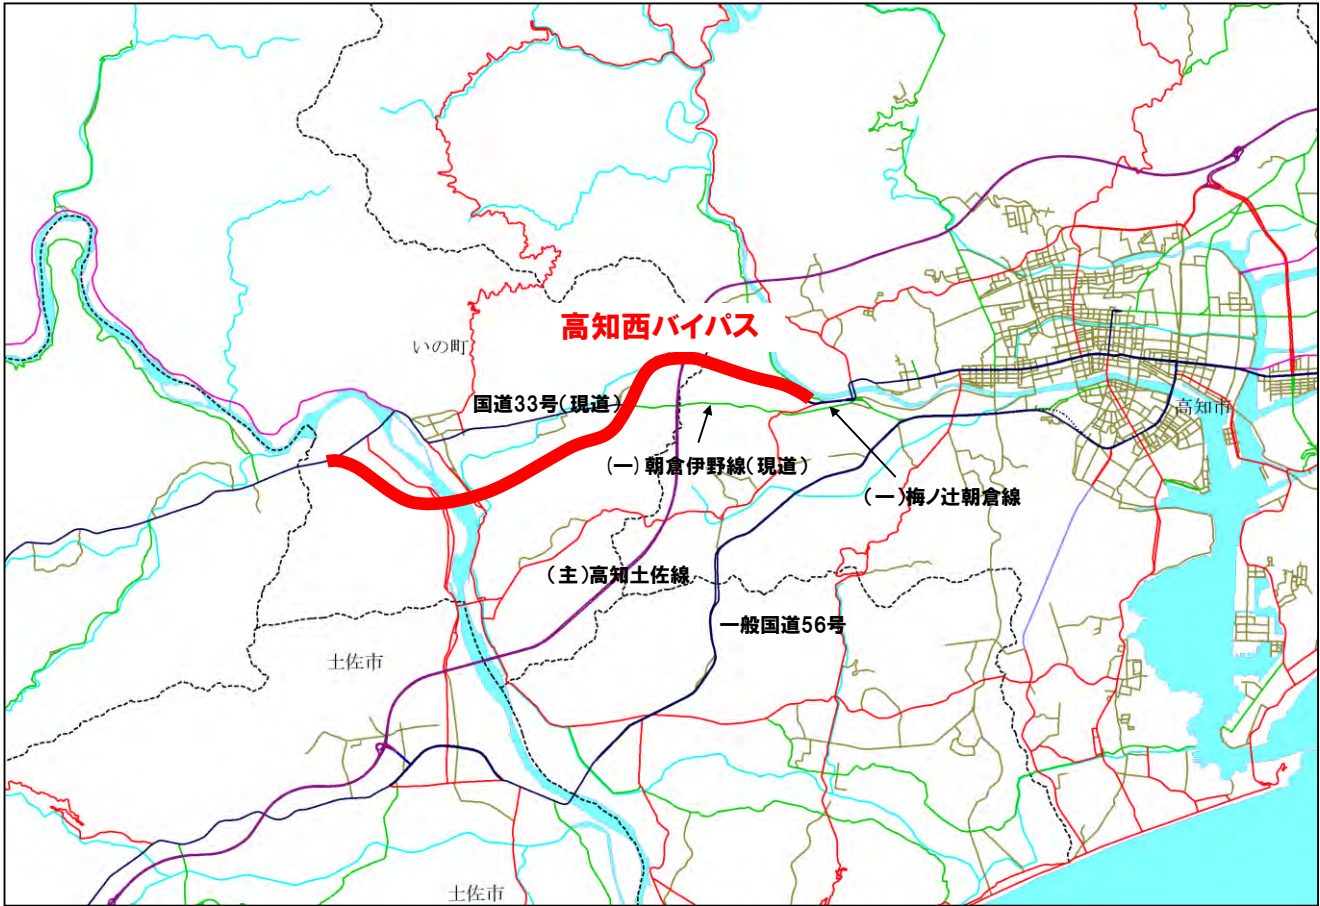 高知西バイパス
いの町
国道33号(現道)
高知市
(一)朝倉伊野線(現道)
(一)梅ノ辻朝倉線
(主)高知土佐線
一般国道56号
土佐市
土佐市